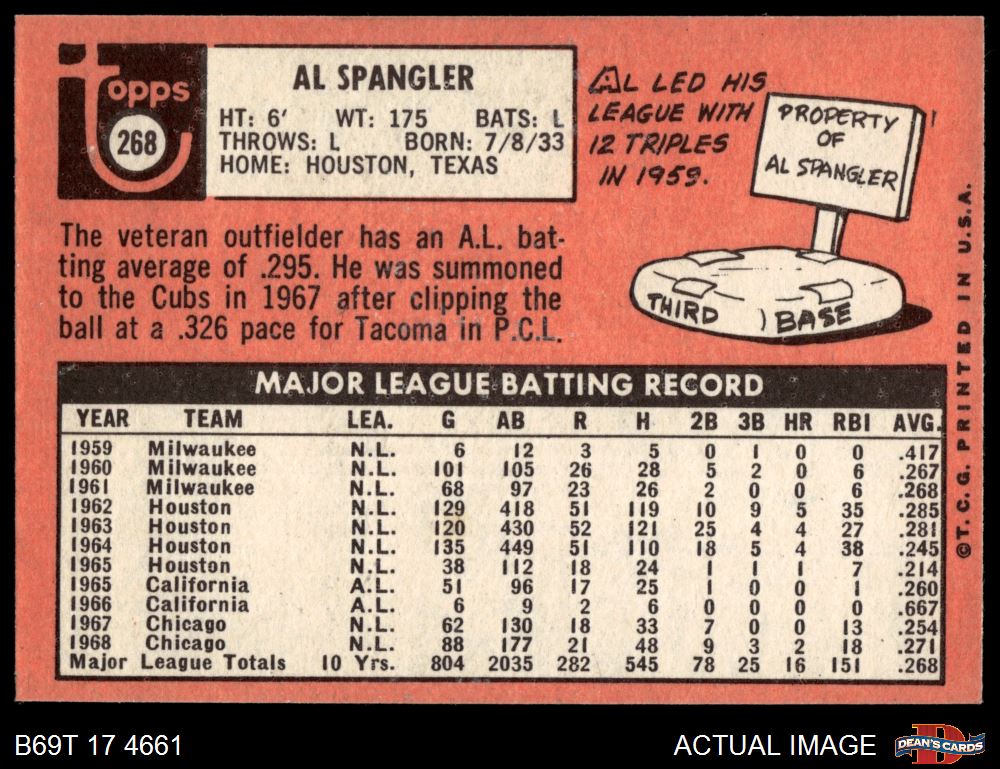 Topps
268
AL SPANGLER
HT: 6' WT: 175 BATS: L
THROWS: L BORN: 7/8/33
HOME: HOUSTON, TEXAS
The veteran outfielder has an A.L. bat-
ting average of .295. He was summoned
to the Cubs in 1967 after clipping the
ball at a .326 pace for Tacoma in P.C.L.
AL LED HIS
LEAGUE WITH
12 TRIPLES
IN 1959.
PROPERTY
OF
AL SPANGLER
THIRD BASE
MAJOR LEAGUE BATTING RECORD
YEAR TEAM LEA. G AB R H 2B 3B HR RBI AVG.
1959 Milwaukee N.L. 6 12 3 5 0 1 0 0 .417
1960 Milwaukee N.L. 101 105 26 28 5 2 0 6 .267
1961 Milwaukee N.L. 68 97 23 26 2 0 0 6 .268
1962 Houston N.L. 129 418 51 119 10 9 5 35 .285
1963 Houston N.L. 120 430 52 121 25 4 4 27 .281
1964 Houston N.L. 135 449 51 110 18 5 4 38 .245
1965 Houston N.L. 38 112 18 24 1 1 1 7 .214
1965 California A.L. 51 96 17 25 1 0 0 1 .260
1966 California A.L. 6 9 2 6 0 0 0 0 .667
1967 Chicago N.L. 62 130 18 33 7 0 0 13 .254
1968 Chicago N.L. 88 177 21 48 9 3 2 18 .271
Major League Totals 10 Yrs. 804 2035 282 545 78 25 16 151 .268
©T.C.G. PRINTED IN U.S.A.
B69T 17 4661
ACTUAL IMAGE
D
DEAN'S CARDS